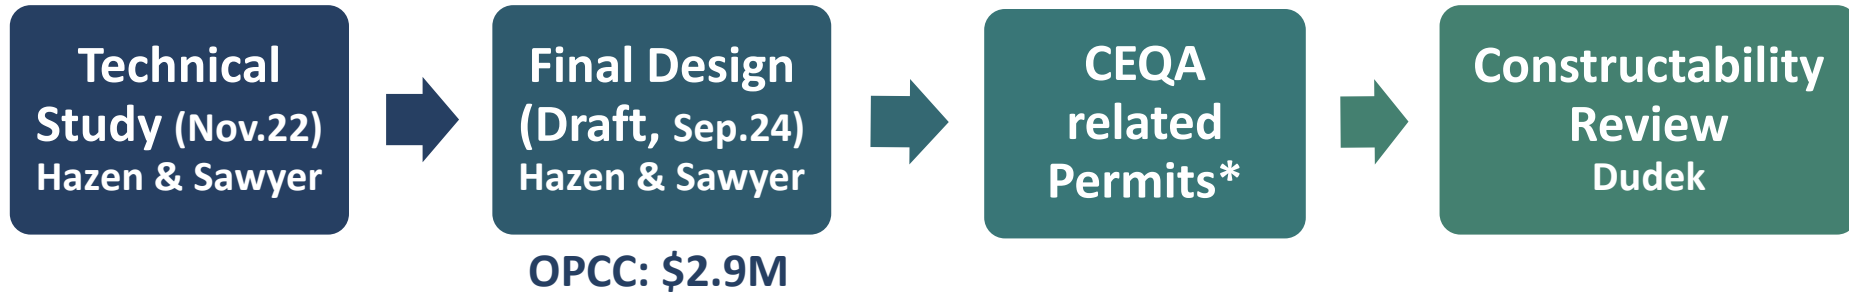 Technical
Study (Nov.22)
Hazen & Sawyer
Final Design
(Draft, Sep.24)
Hazen & Sawyer
OPCC: $2.9M
CEQA
related
Permits*
Constructability
Review
Dudek